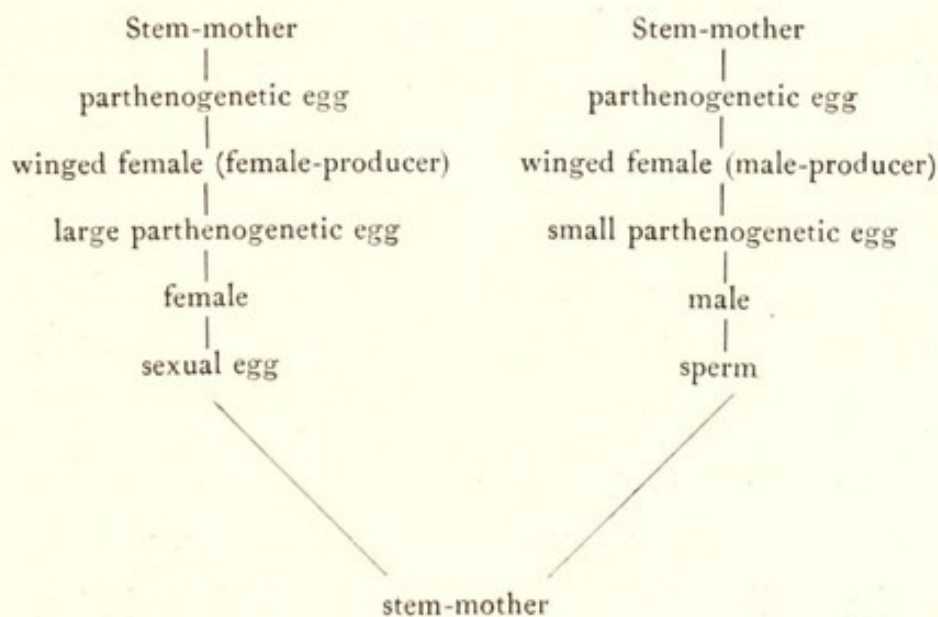 Stem-mother Stem-mother
parthenogenetic egg parthenogenetic egg
winged female (female-producer) winged female (male-producer)
large parthenogenetic egg small parthenogenetic egg
female male
sexual egg sperm
stem-mother